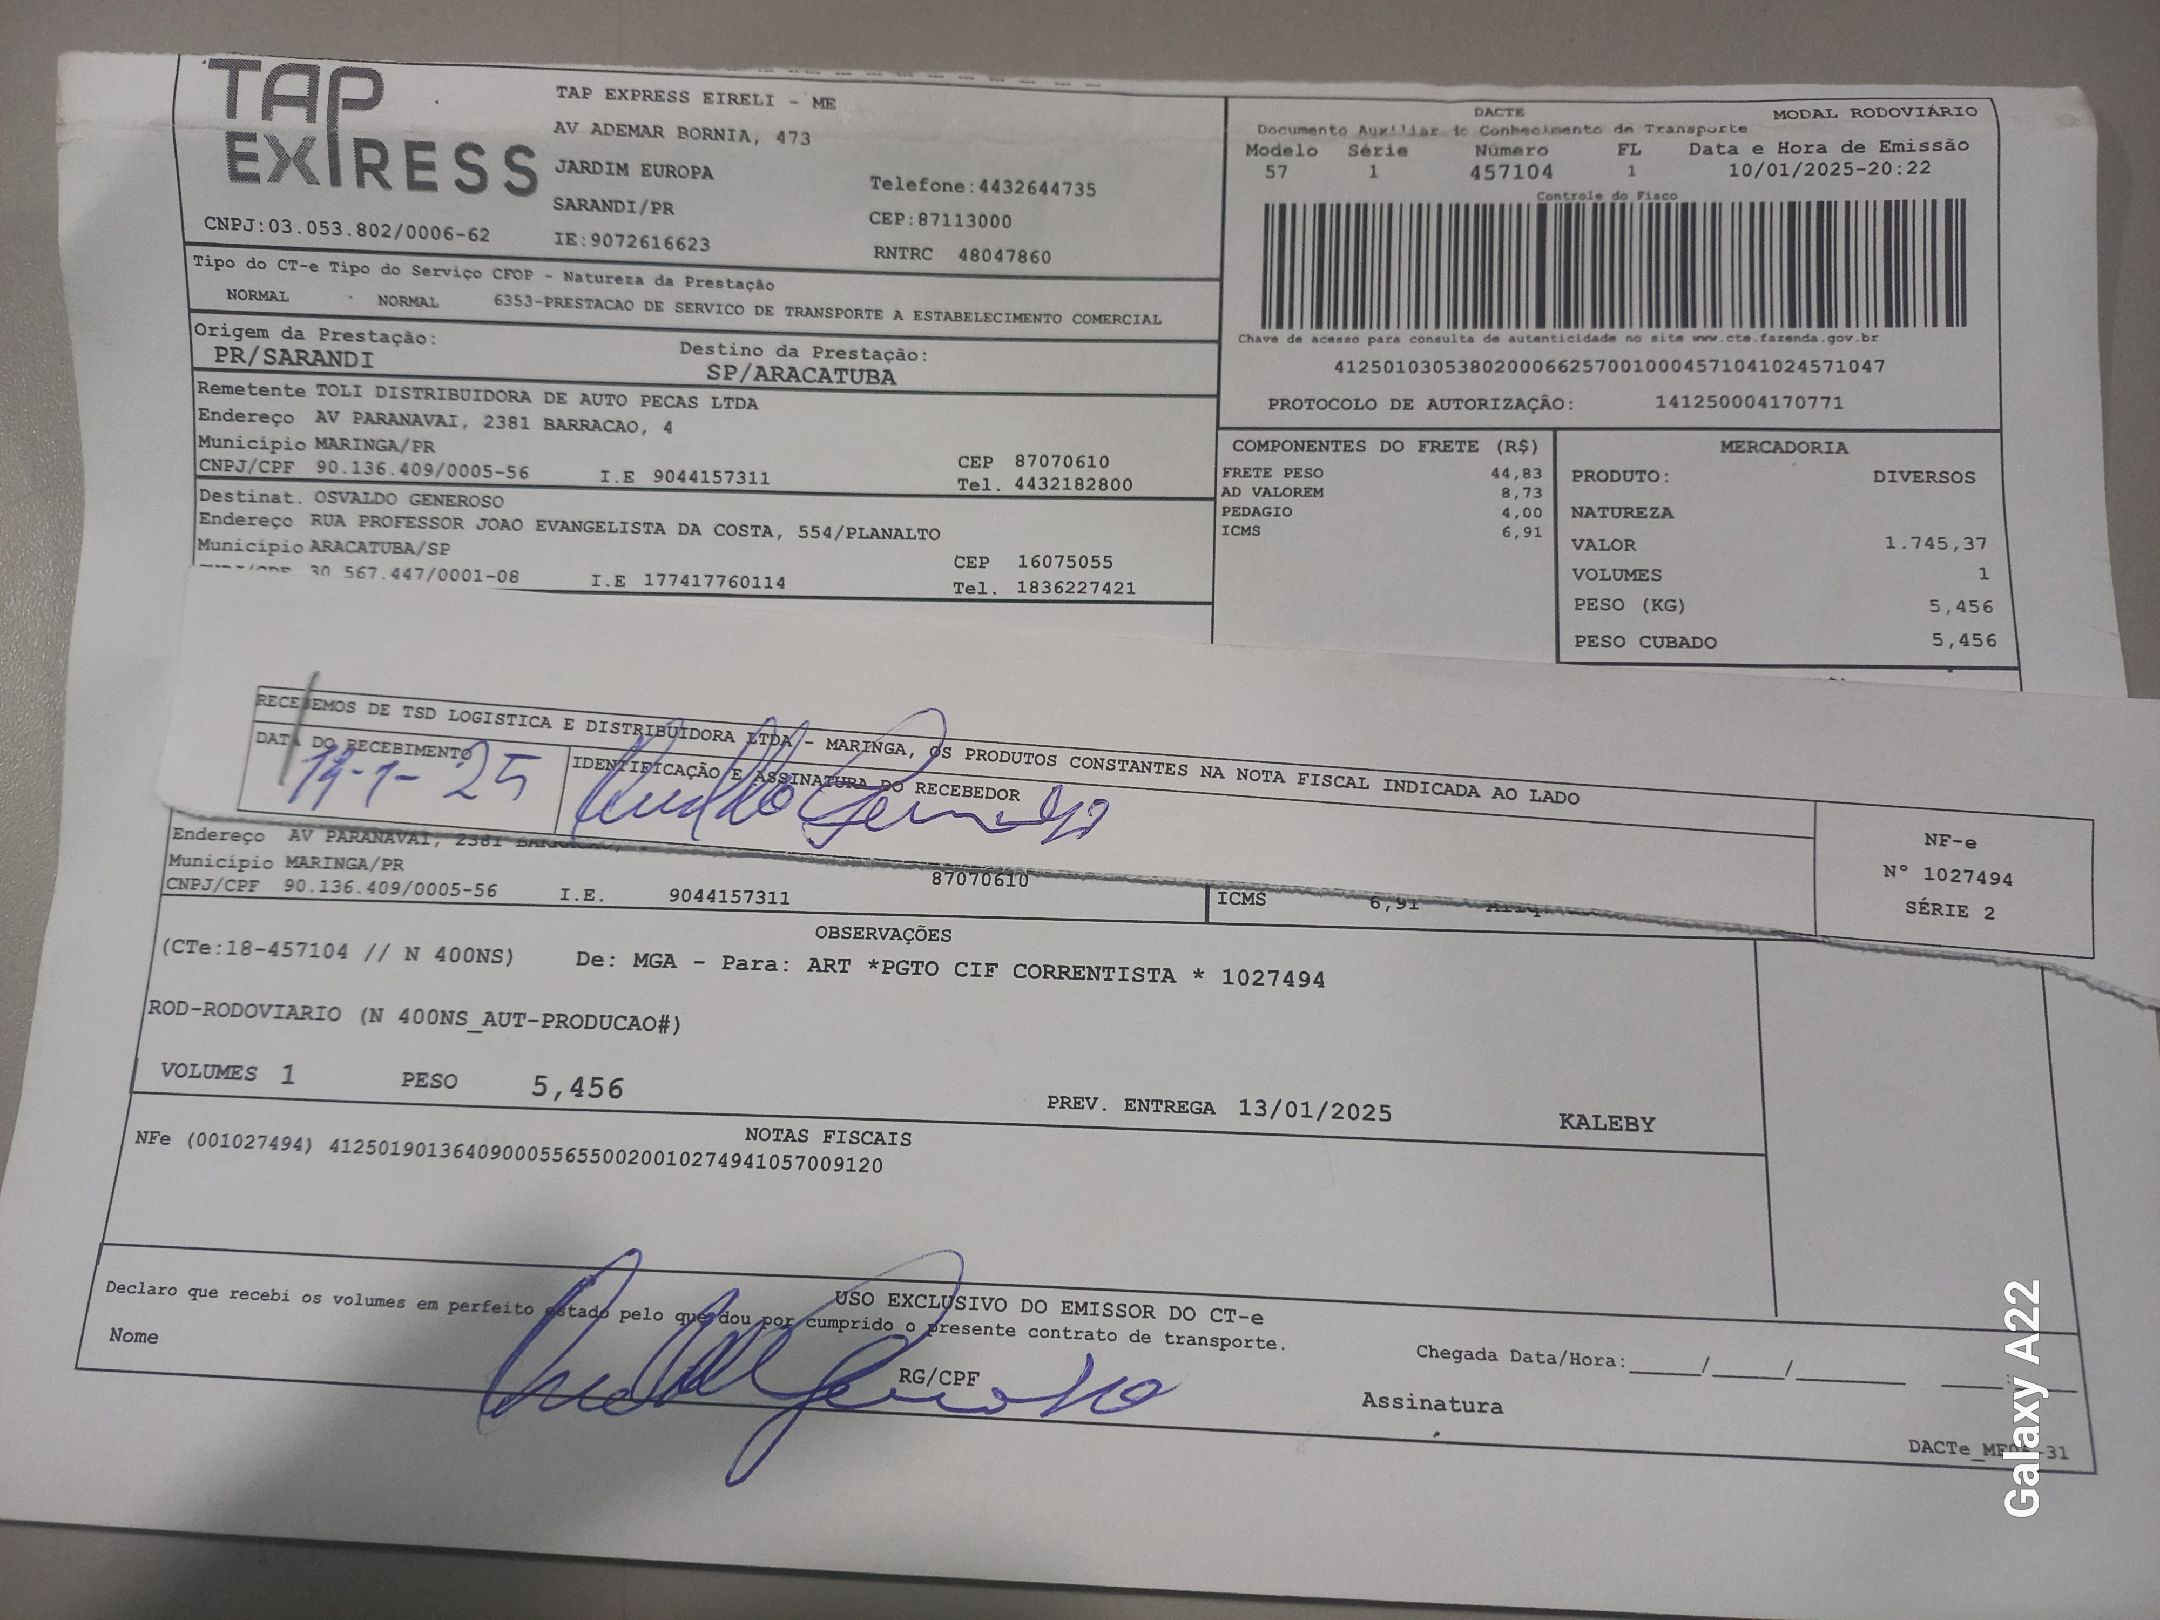 TAP
EXPRESS
TAP EXPRESS EIRELI - ME
AV ADEMAR BORNIA, 473
JARDIM EUROPA
SARANDI/PR
IE:9072616623
Telefone:4432644735
CEP:87113000
RNTRC 48047860
CNPJ:03.053.802/0006-62
DACTE MODAL RODOVIÁRIO
Documento Auxiliar do Conhecimento de Transporte
Modelo Série Número FL Data e Hora de Emissão
57 1 457104 1 10/01/2025-20:22
Controle do Fisco
Chave de acesso para consulta de autenticidade no site www.cte.fazenda.gov.br
41250103053802000662570010004571041024571047
PROTOCOLO DE AUTORIZAÇÃO: 141250004170771
Tipo do CT-e Tipo do Serviço CFOP - Natureza da Prestação
NORMAL NORMAL 6353-PRESTACAO DE SERVICO DE TRANSPORTE A ESTABELECIMENTO COMERCIAL
Origem da Prestação: Destino da Prestação:
PR/SARANDI SP/ARACATUBA
Remetente TOLI DISTRIBUIDORA DE AUTO PECAS LTDA
Endereço AV PARANAVAI, 2381 BARRACAO, 4
Município MARINGA/PR CEP 87070610
CNPJ/CPF 90.136.409/0005-56 I.E 9044157311 Tel. 4432182800
Destinat. OSVALDO GENEROSO
Endereço RUA PROFESSOR JOAO EVANGELISTA DA COSTA, 554/PLANALTO
Município ARACATUBA/SP CEP 16075055
30.567.447/0001-08 I.E 177417760114 Tel. 1836227421
COMPONENTES DO FRETE (R$)
FRETE PESO 44,83
AD VALOREM 8,73
PEDAGIO 4,00
ICMS 6,91
MERCADORIA
PRODUTO: DIVERSOS
NATUREZA
VALOR 1.745,37
VOLUMES 1
PESO (KG) 5,456
PESO CUBADO 5,456
RECEBEMOS DE TSD LOGISTICA E DISTRIBUIDORA LTDA - MARINGA, OS PRODUTOS CONSTANTES NA NOTA FISCAL INDICADA AO LADO
DATA DO RECEBIMENTO IDENTIFICAÇÃO E ASSINATURA DO RECEBEDOR
NF-e
Nº 1027494
SÉRIE 2
Endereço AV PARANAVAI, 2381
Município MARINGA/PR 87070610
CNPJ/CPF 90.136.409/0005-56 I.E. 9044157311 ICMS 6,91
OBSERVAÇÕES
(CTe:18-457104 // N 400NS) De: MGA - Para: ART *PGTO CIF CORRENTISTA * 1027494
ROD-RODOVIARIO (N 400NS_AUT-PRODUCAO#)
VOLUMES 1 PESO 5,456 PREV. ENTREGA 13/01/2025 KALEBY
NOTAS FISCAIS
NFe (001027494) 41250190136409000556550020010274941057009120
USO EXCLUSIVO DO EMISSOR DO CT-e
Declaro que recebi os volumes em perfeito estado pelo que dou por cumprido o presente contrato de transporte.
Nome RG/CPF Assinatura Chegada Data/Hora:_____/_____/_____
DACTe
Galaxy A22